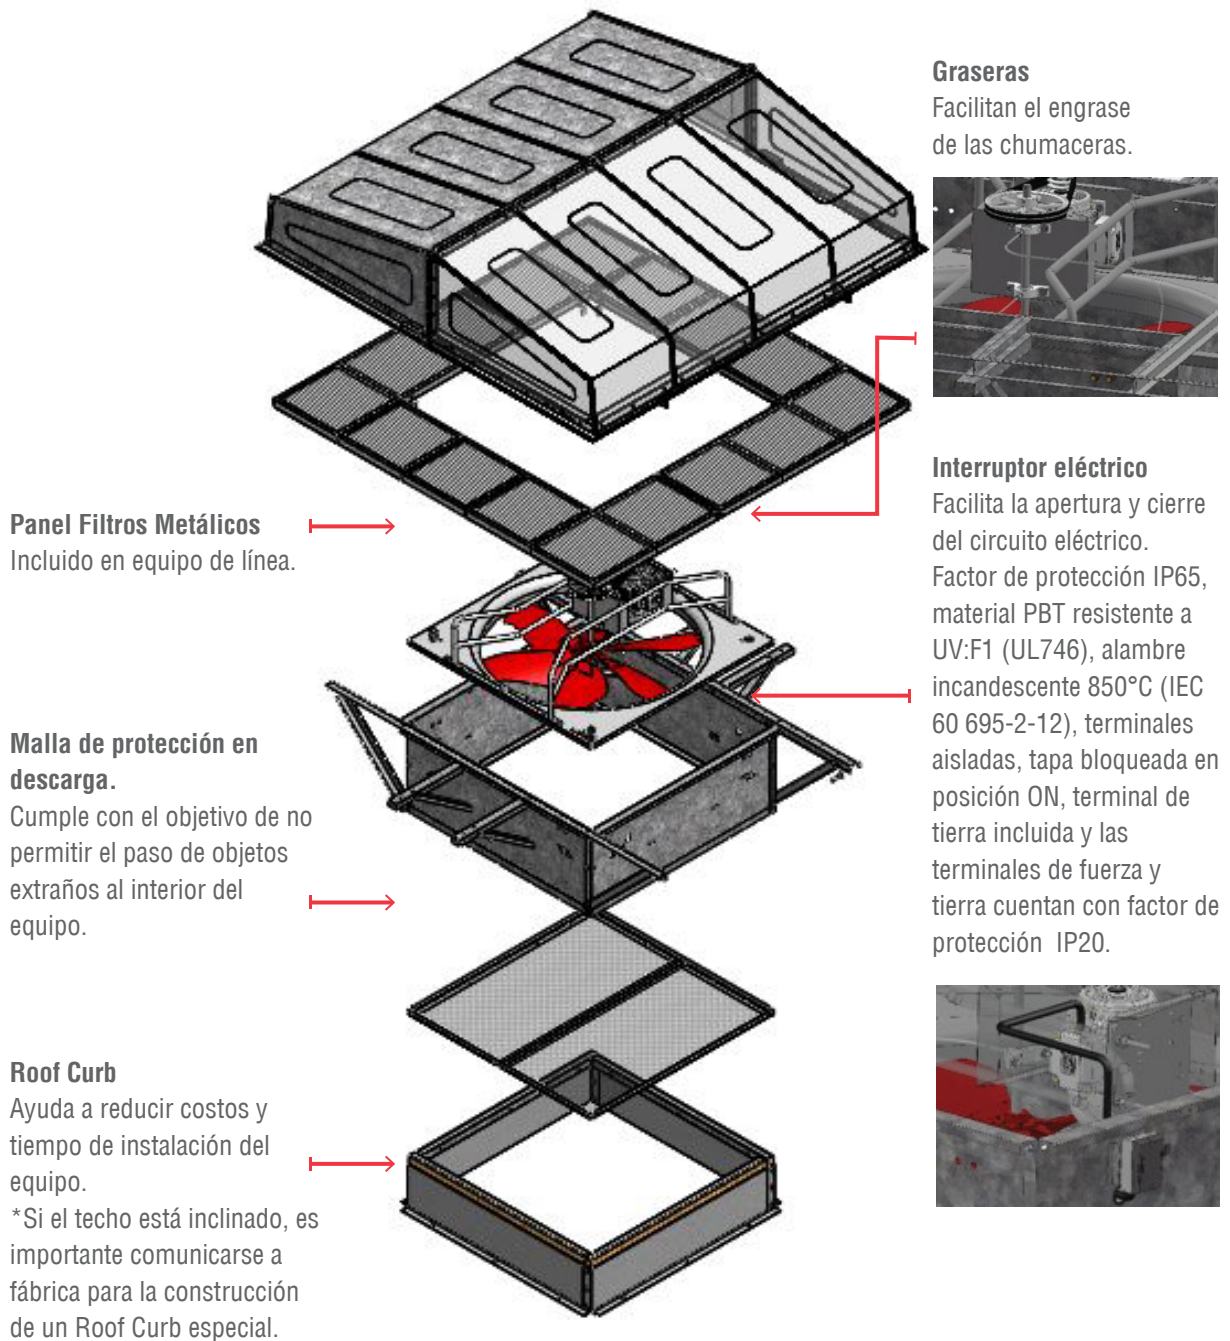 Graseras
Facilitan el engrase
de las chumaceras.
Interruptor eléctrico
Facilita la apertura y cierre
del circuito eléctrico.
Factor de protección IP65,
material PBT resistente a
UV:F1 (UL746), alambre
incandescente 850°C (IEC
60 695-2-12), terminales
aisladas, tapa bloqueada en
posición ON, terminal de
tierra incluida y las
terminales de fuerza y
tierra cuentan con factor de
protección  IP20.
Panel Filtros Metálicos
Incluido en equipo de línea.
Malla de protección en
descarga.
Cumple con el objetivo de no
permitir el paso de objetos
extraños al interior del
equipo.
Roof Curb
Ayuda a reducir costos y
tiempo de instalación del
equipo.
*Si el techo está inclinado, es
importante comunicarse a
fábrica para la construcción
de un Roof Curb especial.